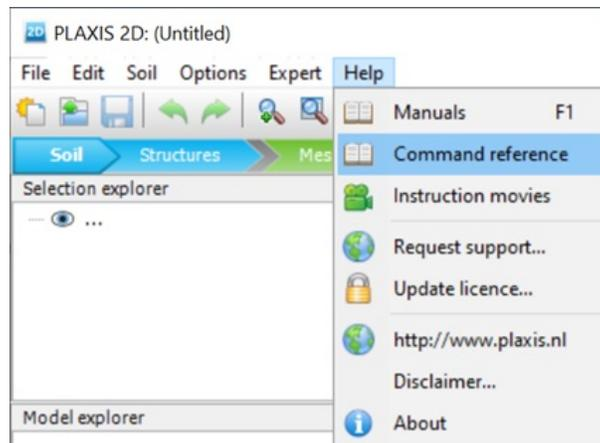 2D PLAXIS 2D: (Untitled)
File Edit Soil Options Expert Help
Soil Structures Mes
Selection explorer
...
Manuals F1
Command reference
Instruction movies
Request support...
Update licence...
http://www.plaxis.nl
Disclaimer...
About
Model explorer